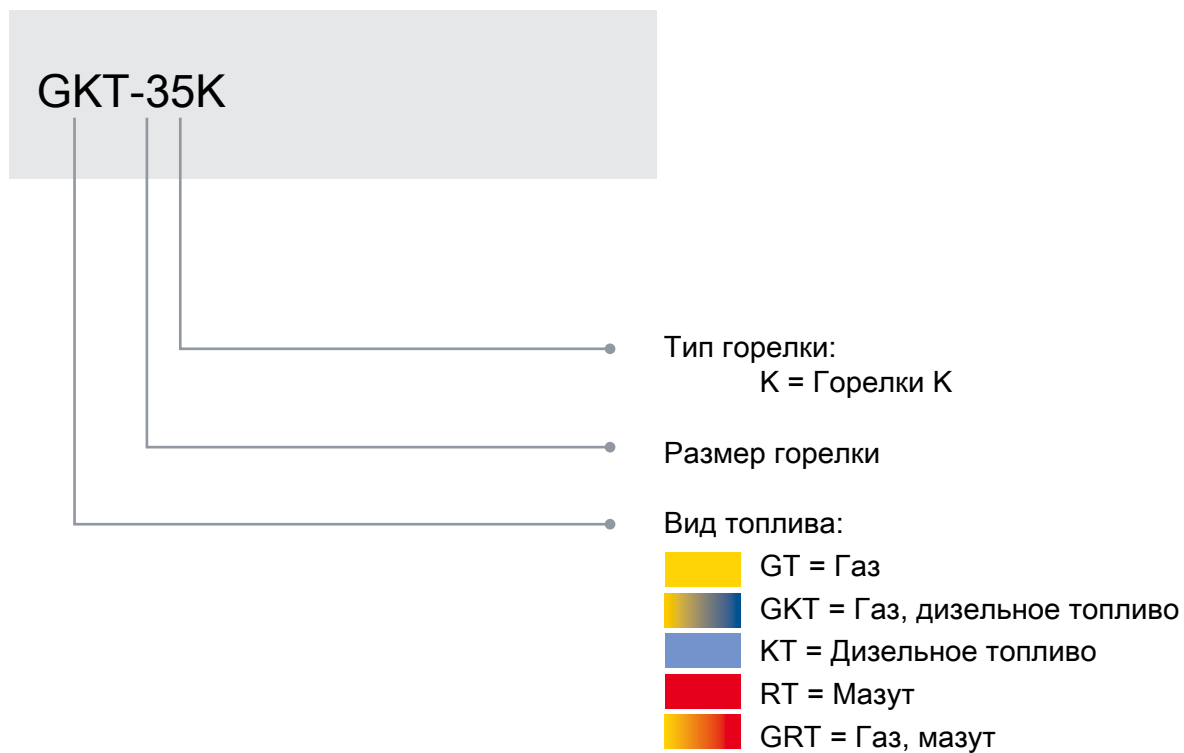 GKT-35K
Тип горелки:
K = Горелки K
Размер горелки
Вид топлива:
GT = Газ
GKT = Газ, дизельное топливо
KT = Дизельное топливо
RT = Мазут
GRT = Газ, мазут